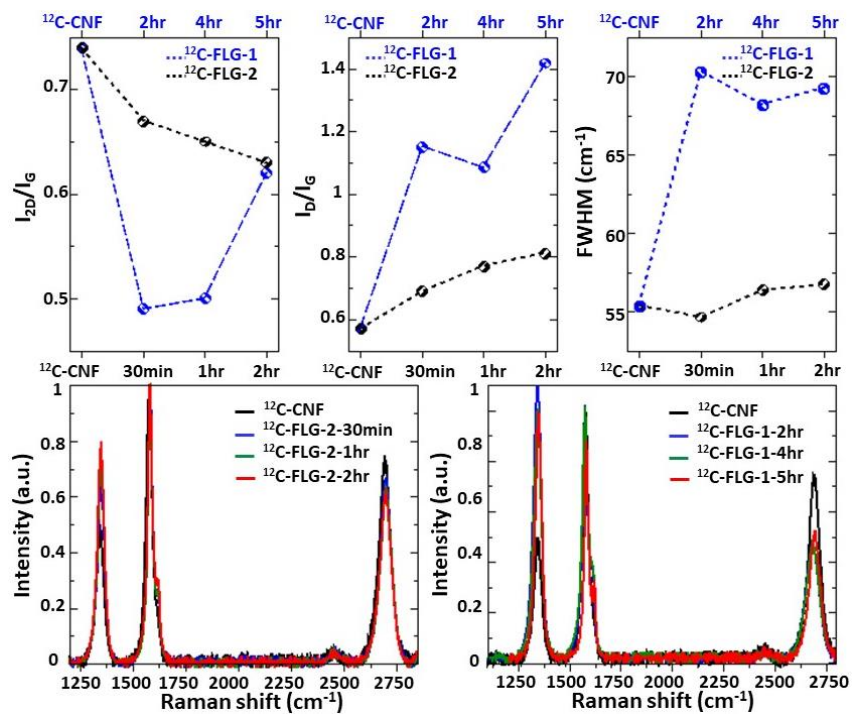 ¹²C-CNF 2hr 4hr 5hr
¹²C-FLG-1
¹²C-FLG-2
0.7
0.6
0.5
I₂D/I_G
¹²C-CNF 30min 1hr 2hr
¹²C-CNF 2hr 4hr 5hr
¹²C-FLG-1
¹²C-FLG-2
1.4
1.2
1
0.8
0.6
I_D/I_G
¹²C-CNF 30min 1hr 2hr
¹²C-CNF 2hr 4hr 5hr
¹²C-FLG-1
¹²C-FLG-2
70
65
60
55
FWHM (cm⁻¹)
¹²C-CNF 30min 1hr 2hr
1
0.8
0.6
0.4
0.2
0
Intensity (a.u.)
¹²C-CNF
¹²C-FLG-2-30min
¹²C-FLG-2-1hr
¹²C-FLG-2-2hr
1250 1500 1750 2000 2250 2500 2750
Raman shift (cm⁻¹)
1
0.8
0.6
0.4
0.2
0
Intensity (a.u.)
¹²C-CNF
¹²C-FLG-1-2hr
¹²C-FLG-1-4hr
¹²C-FLG-1-5hr
1250 1500 1750 2000 2250 2500 2750
Raman shift (cm⁻¹)